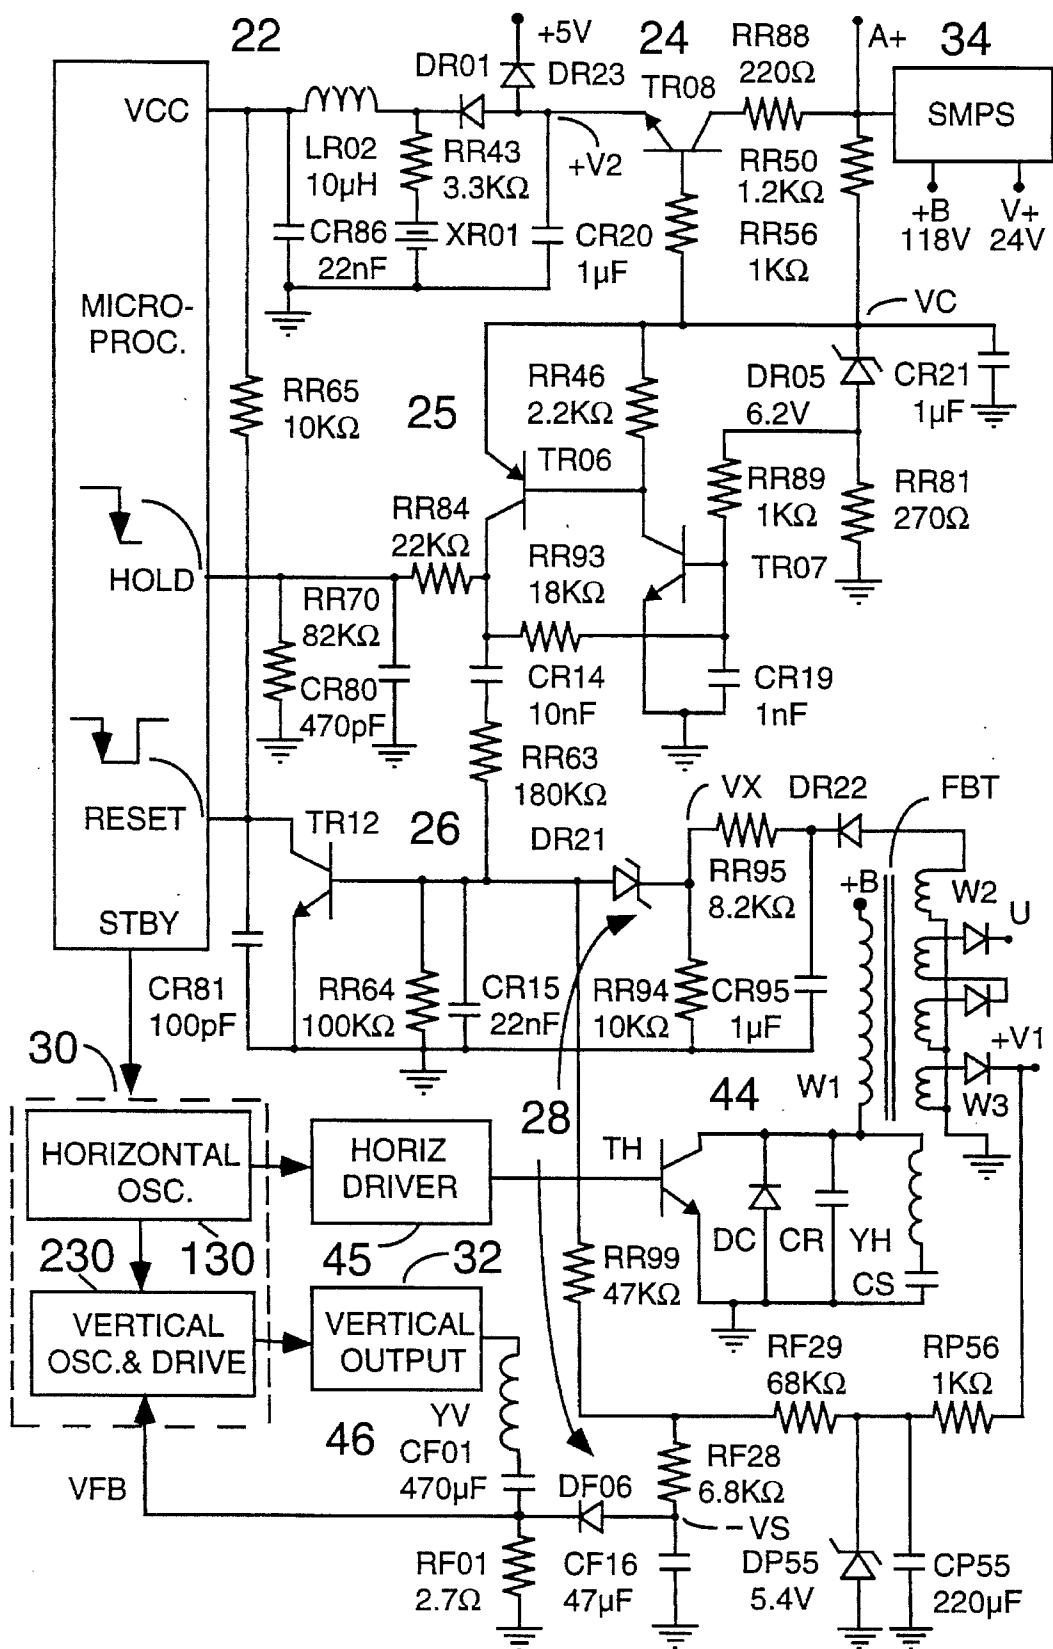 22
+5V
24
RR88
220Ω
A+
34
DR01
DR23
TR08
VCC
SMPS
LR02
10µH
RR43
3.3KΩ
+V2
RR50
1.2KΩ
+B
118V
V+
24V
CR86
22nF
XR01
CR20
1µF
RR56
1KΩ
MICRO-
PROC.
VC
RR65
10KΩ
25
RR46
2.2KΩ
DR05
6.2V
CR21
1µF
TR06
RR84
22KΩ
RR89
1KΩ
RR81
270Ω
HOLD
RR93
18KΩ
TR07
RR70
82KΩ
CR80
470pF
CR14
10nF
CR19
1nF
RR63
180KΩ
RESET
TR12
26
DR21
VX
DR22
FBT
RR95
8.2KΩ
+B
W2
U
STBY
CR81
100pF
RR64
100KΩ
CR15
22nF
RR94
10KΩ
CR95
1µF
+V1
30
28
W1
44
W3
HORIZONTAL
OSC.
HORIZ
DRIVER
TH
DC
CR
YH
CS
230
130
45
32
RR99
47KΩ
VERTICAL
OSC.& DRIVE
VERTICAL
OUTPUT
RF29
68KΩ
RP56
1KΩ
46
YV
CF01
470µF
DF06
RF28
6.8KΩ
VFB
VS
RF01
2.7Ω
CF16
47µF
DP55
5.4V
CP55
220µF